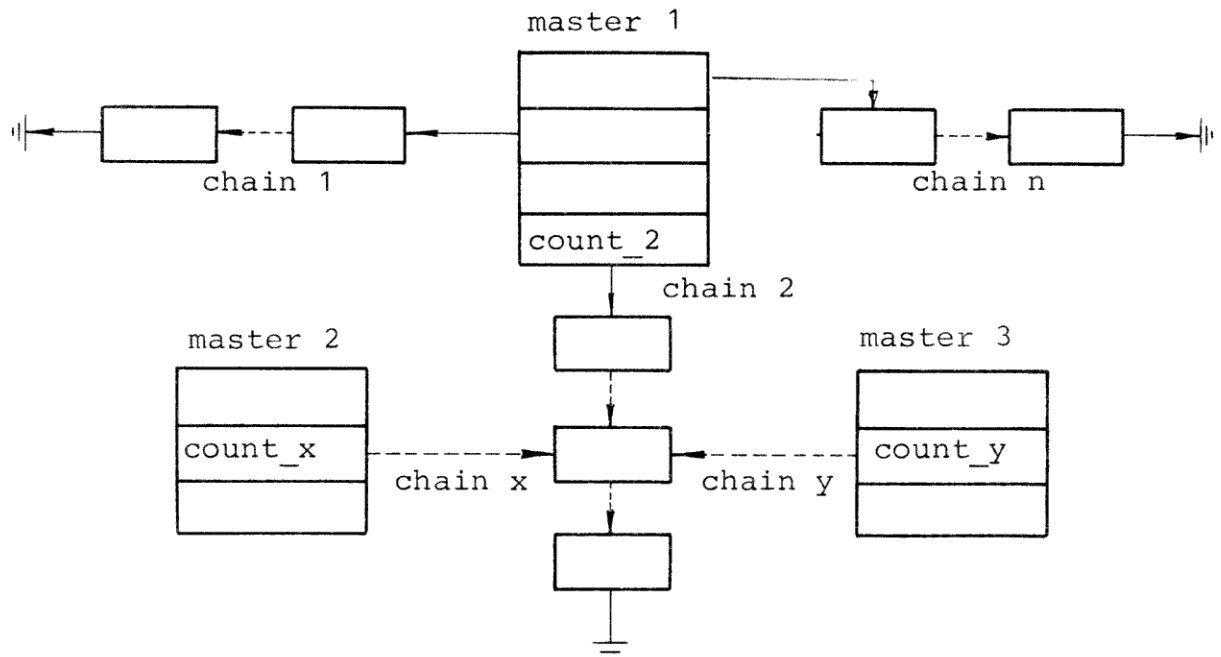 master 1
chain 1
chain n
count_2
chain 2
master 2
master 3
count_x
count_y
chain x
chain y